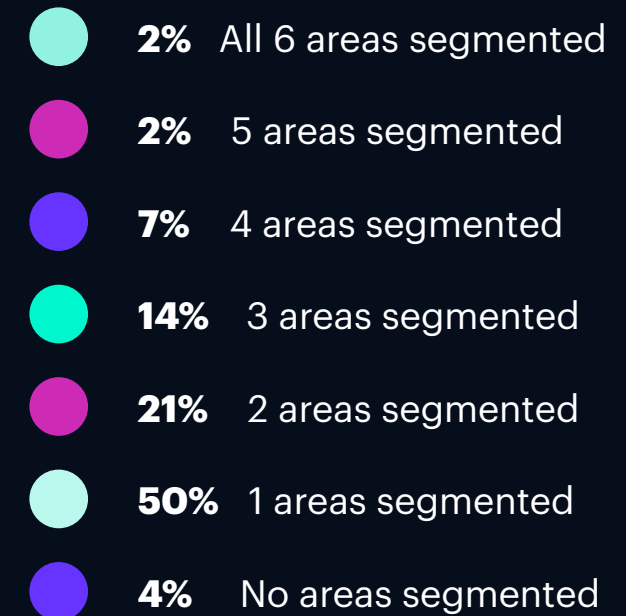 2% All 6 areas segmented
2% 5 areas segmented
7% 4 areas segmented
14% 3 areas segmented
21% 2 areas segmented
50% 1 areas segmented
4% No areas segmented